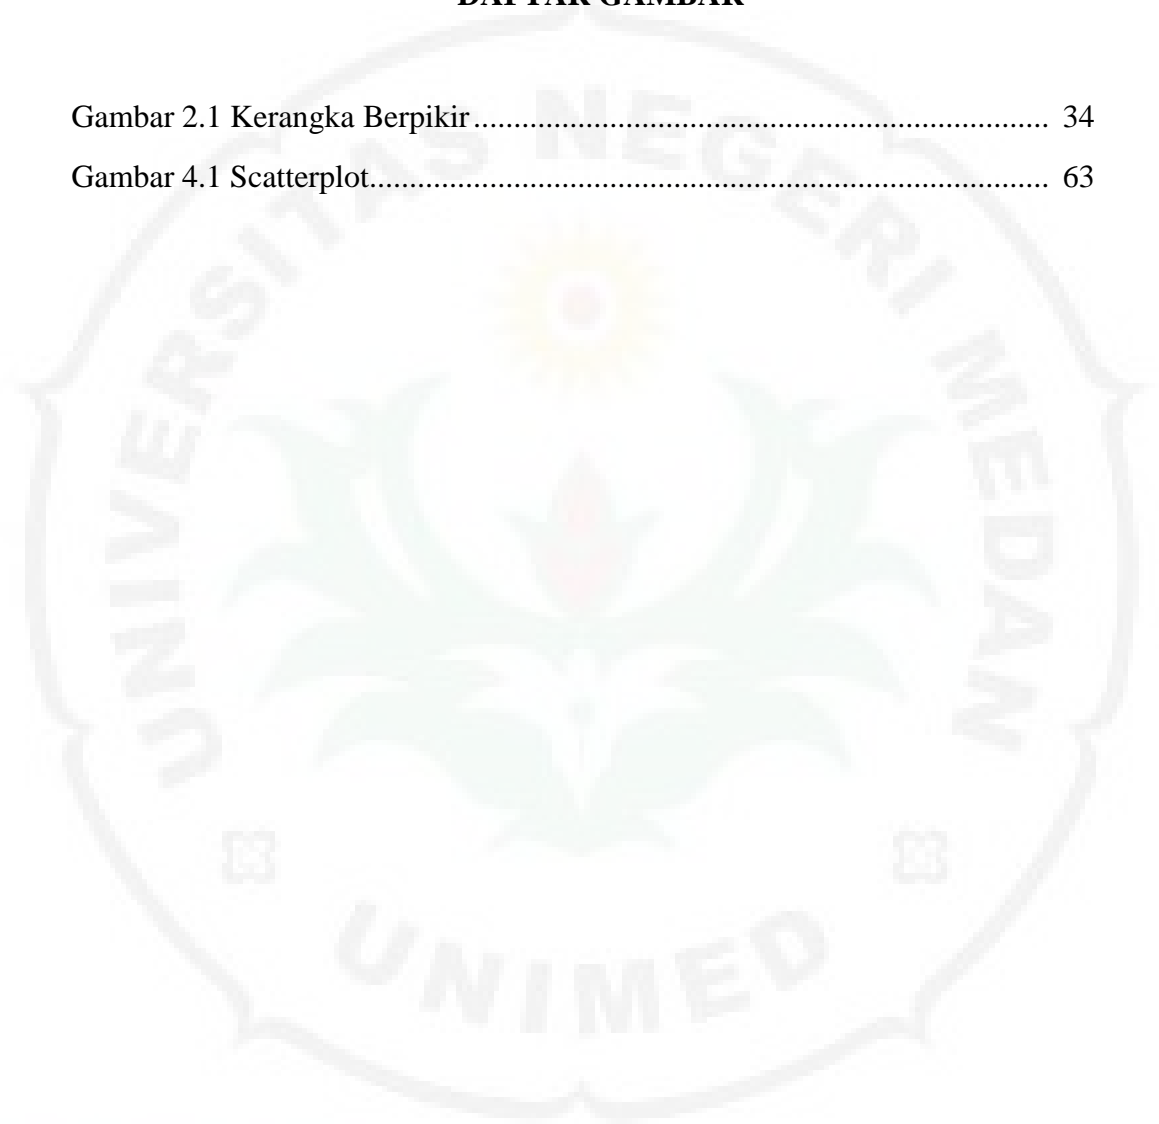 DAFTAR GAMBAR
Gambar 2.1 Kerangka Berpikir........................................................................ 34
Gambar 4.1 Scatterplot..................................................................................... 63
UNIVERSITAS NEGERI MEDAN
UNIMED